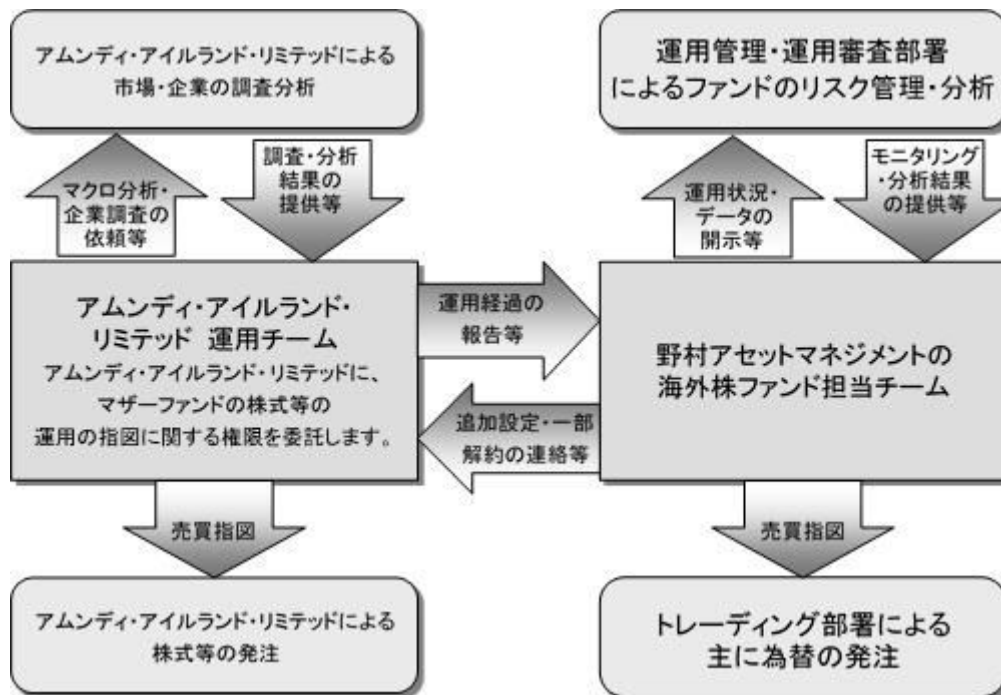 アムンディ・アイルランド・リミテッドによる
市場・企業の調査分析
運用管理・運用審査部署
によるファンドのリスク管理・分析
マクロ分析・
企業調査の
依頼等
調査・分析
結果の
提供等
運用状況・
データの
開示等
モニタリング
・分析結果
の提供等
アムンディ・アイルランド・
リミテッド 運用チーム
アムンディ・アイルランド・リミテッドに、
マザーファンドの株式等の
運用の指図に関する権限を委託します。
運用経過の
報告等
追加設定・一部
解約の連絡等
野村アセットマネジメントの
海外株ファンド担当チーム
売買指図
売買指図
アムンディ・アイルランド・リミテッドによる
株式等の発注
トレーディング部署による
主に為替の発注